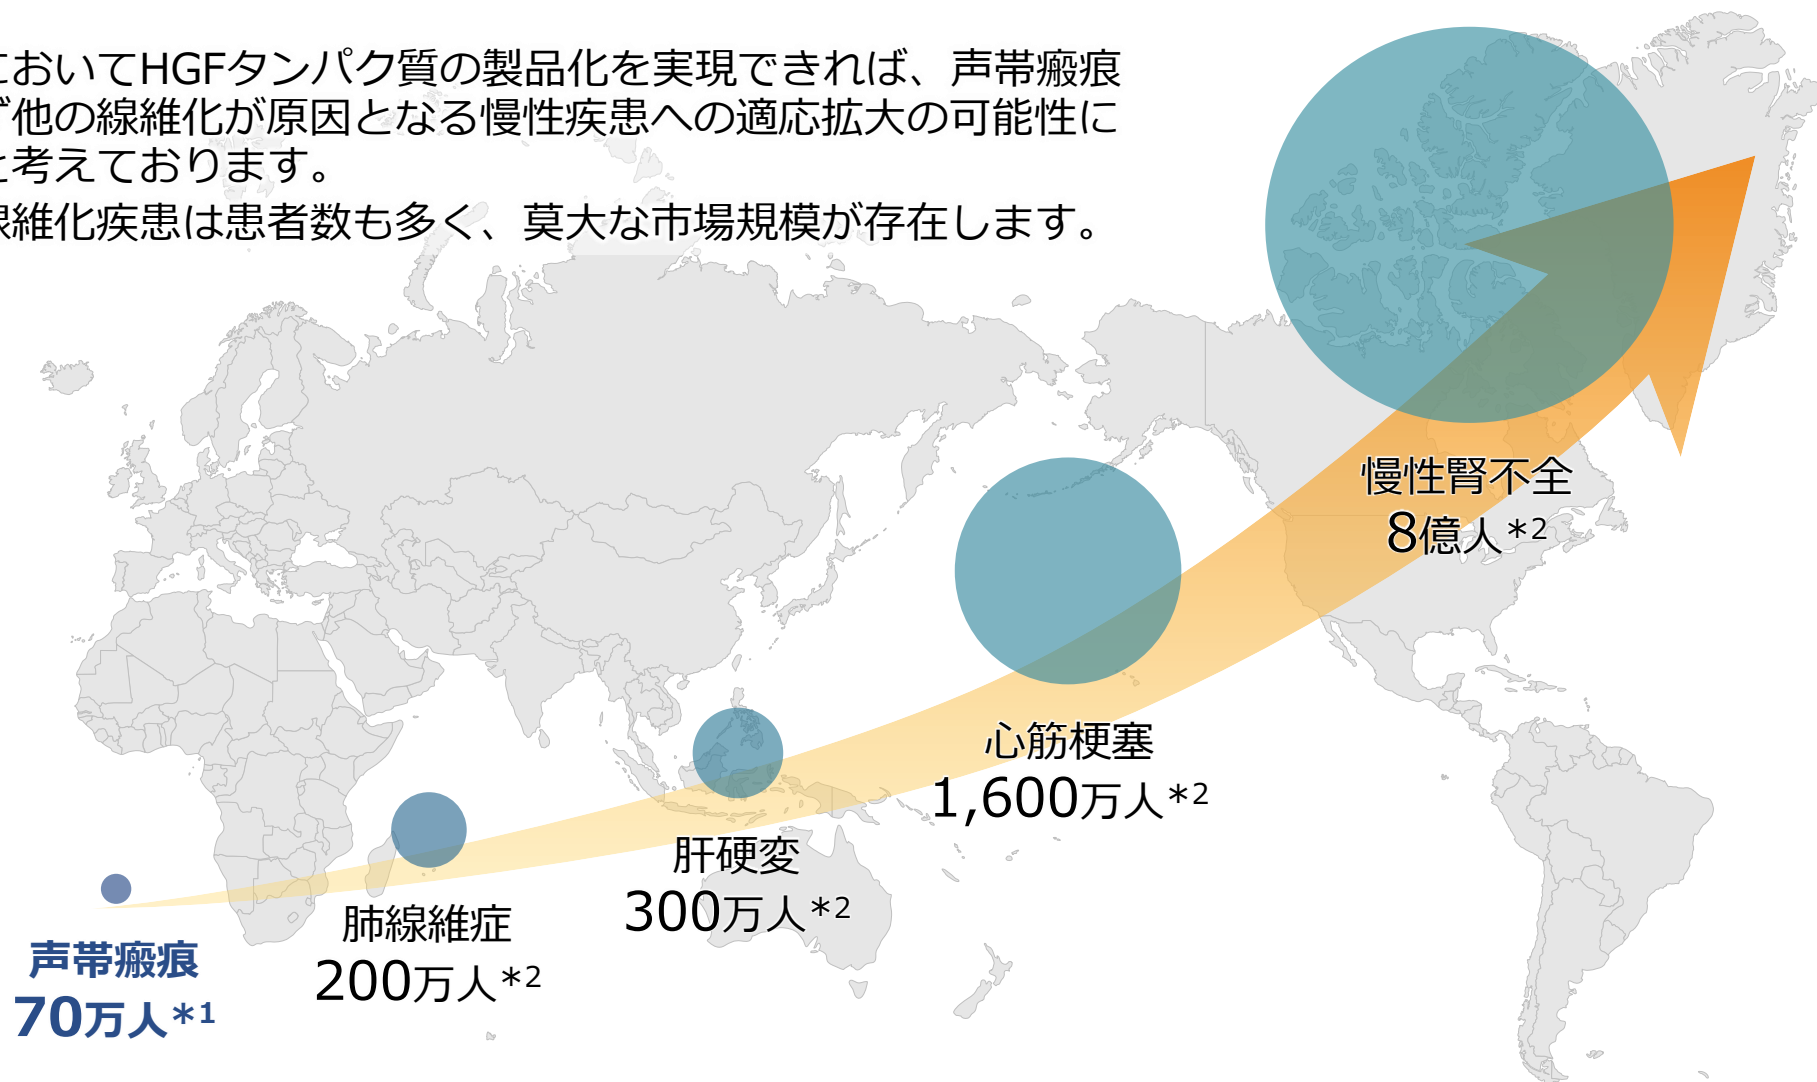 においてHGFタンパク質の製品化を実現できれば、声帯瘢痕
ず他の線維化が原因となる慢性疾患への適応拡大の可能性に
と考えております。
線維化疾患は患者数も多く、莫大な市場規模が存在します。
慢性腎不全
8億人*2
心筋梗塞
1,600万人*2
肝硬変
300万人*2
肺線維症
200万人*2
声帯瘢痕
70万人*1